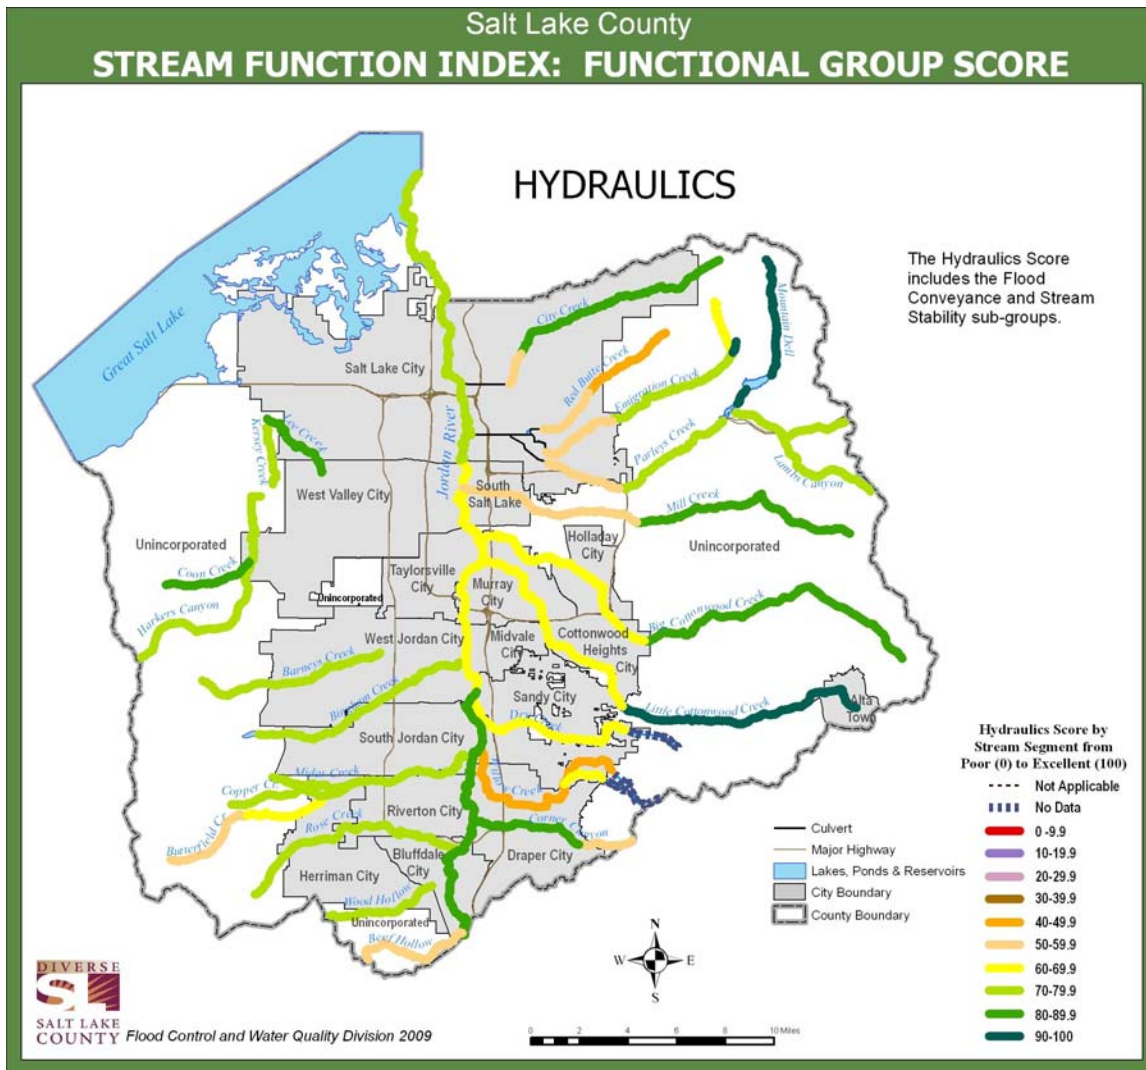 Salt Lake County
STREAM FUNCTION INDEX: FUNCTIONAL GROUP SCORE
HYDRAULICS
The Hydraulics Score
includes the Flood
Conveyance and Stream
Stability sub-groups.
Great Salt Lake
Salt Lake City
City Creek
Mountain Dell
Red Butte Creek
Emigration Creek
Parleys Creek
Lambs Canyon
Jordan River
Lee Creek
Kersey Creek
West Valley City
South
Salt Lake
Mill Creek
Holladay
City
Unincorporated
Unincorporated
Coon Creek
Harkers Canyon
Taylorsville
City
Unincorporated
Murray
City
Big Cottonwood Creek
West Jordan City
Midvale
City
Cottonwood
Heights
City
Barneys Creek
Bingham Creek
Sandy City
Little Cottonwood Creek
Alta
Town
South Jordan City
Midas Creek
Copper Cr.
Butterfield Cr.
Rose Creek
Riverton City
Corner Canyon
Bluffdale
City
Draper City
Herriman City
Wood Hollow
Unincorporated
Beef Hollow
Hydraulics Score by
Stream Segment from
Poor (0) to Excellent (100)
Not Applicable
No Data
0 -9.9
10-19.9
20-29.9
30-39.9
40-49.9
50-59.9
60-69.9
70-79.9
80-89.9
90-100
Culvert
Major Highway
Lakes, Ponds & Reservoirs
City Boundary
County Boundary
N
W
E
S
0 2 4 6 8 10 Miles
DIVERSE
SL
SALT LAKE
COUNTY
Flood Control and Water Quality Division 2009